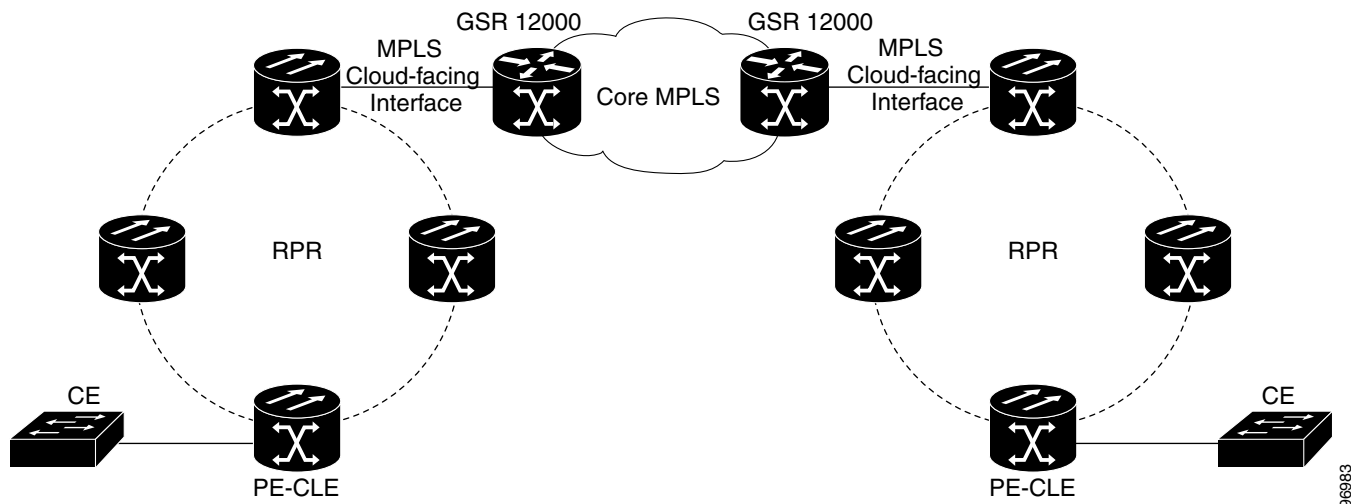 GSR 12000
GSR 12000
MPLS
Cloud-facing
Interface
Core MPLS
MPLS
Cloud-facing
Interface
RPR
RPR
CE
CE
PE-CLE
PE-CLE
96983